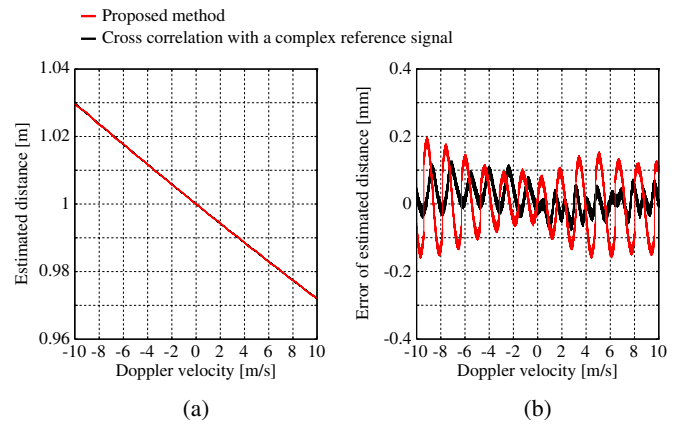 Proposed method
Cross correlation with a complex reference signal
1.04
1.02
1
0.98
0.96
Estimated distance [m]
-10 -8 -6 -4 -2 0 2 4 6 8 10
Doppler velocity [m/s]
(a)
0.4
0.2
0
-0.2
-0.4
Error of estimated distance [mm]
-10 -8 -6 -4 -2 0 2 4 6 8 10
Doppler velocity [m/s]
(b)